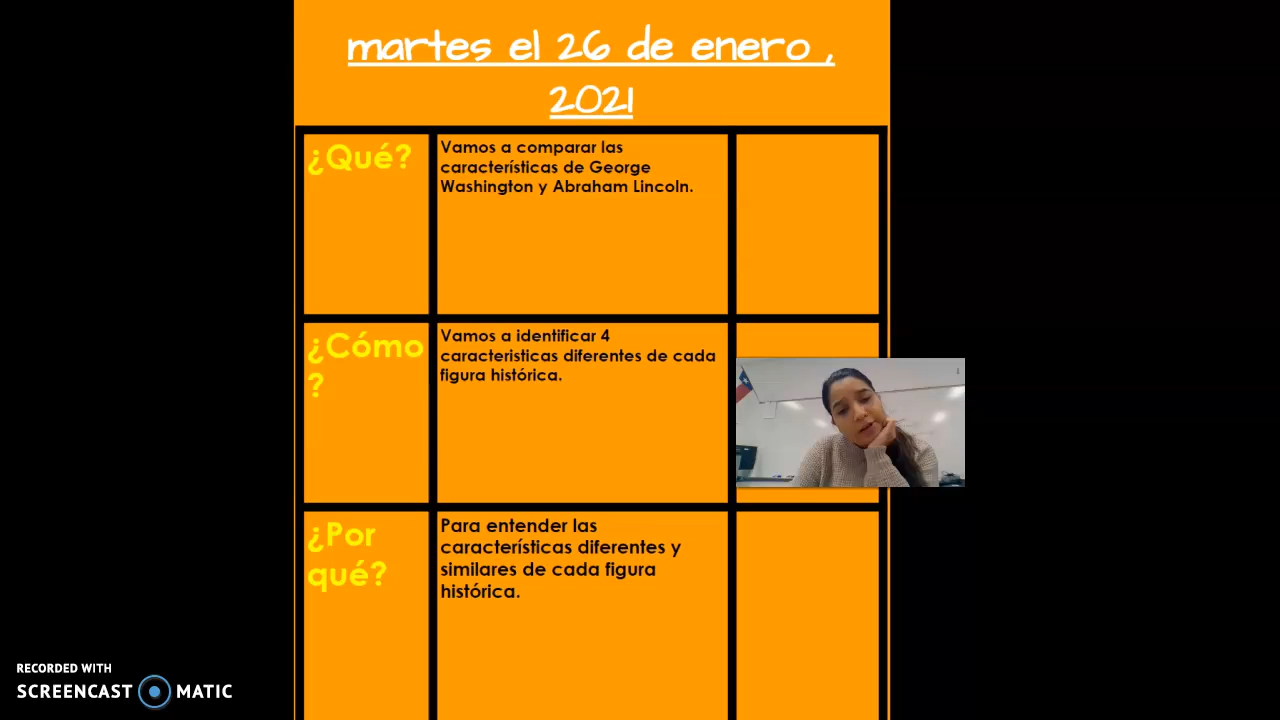 martes el 26 de enero ,
2021
¿Qué?
Vamos a comparar las
características de George
Washington y Abraham Lincoln.
¿Cómo
?
Vamos a identificar 4
caracteristicas diferentes de cada
figura histórica.
¿Por
qué?
Para entender las
características diferentes y
similares de cada figura
histórica.
RECORDED WITH
SCREENCAST MATIC